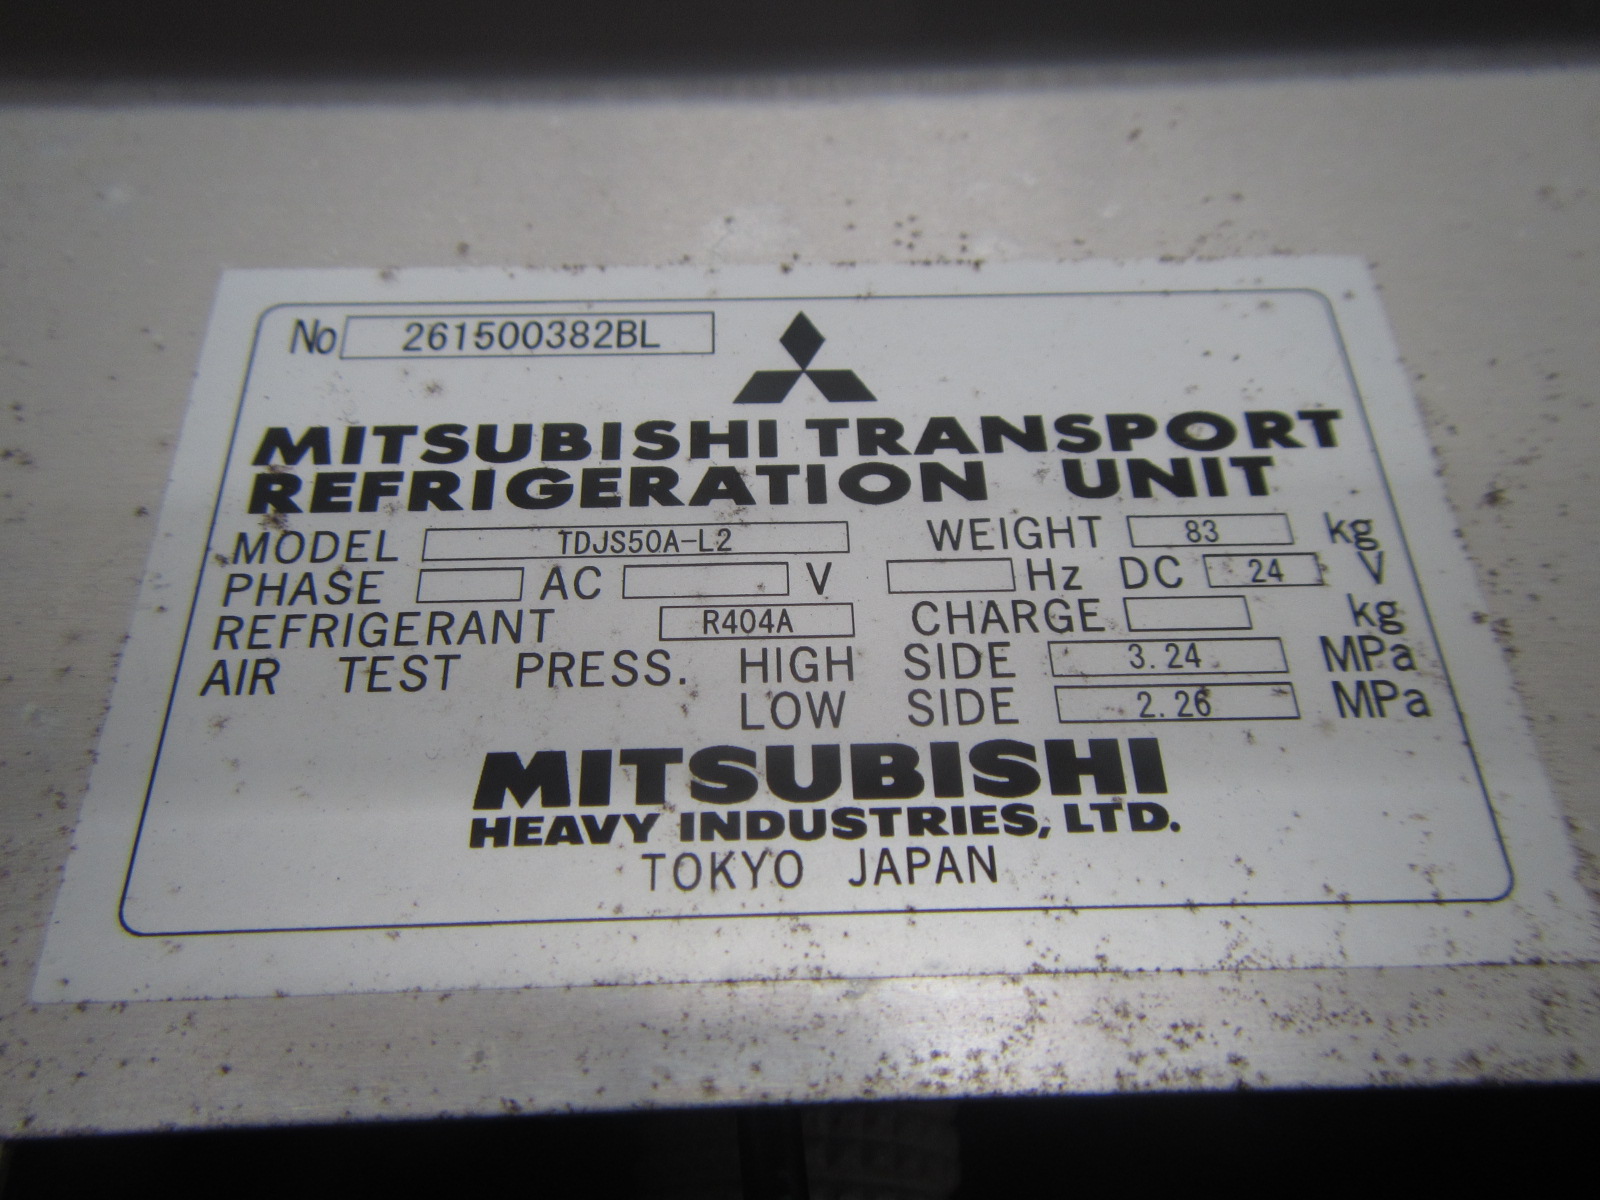 No 261500382BL
MITSUBISHI TRANSPORT
REFRIGERATION UNIT
MODEL TDJS50A-L2 WEIGHT 83 kg
PHASE AC V Hz DC 24 V
REFRIGERANT R404A CHARGE kg
AIR TEST PRESS. HIGH SIDE 3.24 MPa
LOW SIDE 2.26 MPa
MITSUBISHI
HEAVY INDUSTRIES, LTD.
TOKYO JAPAN